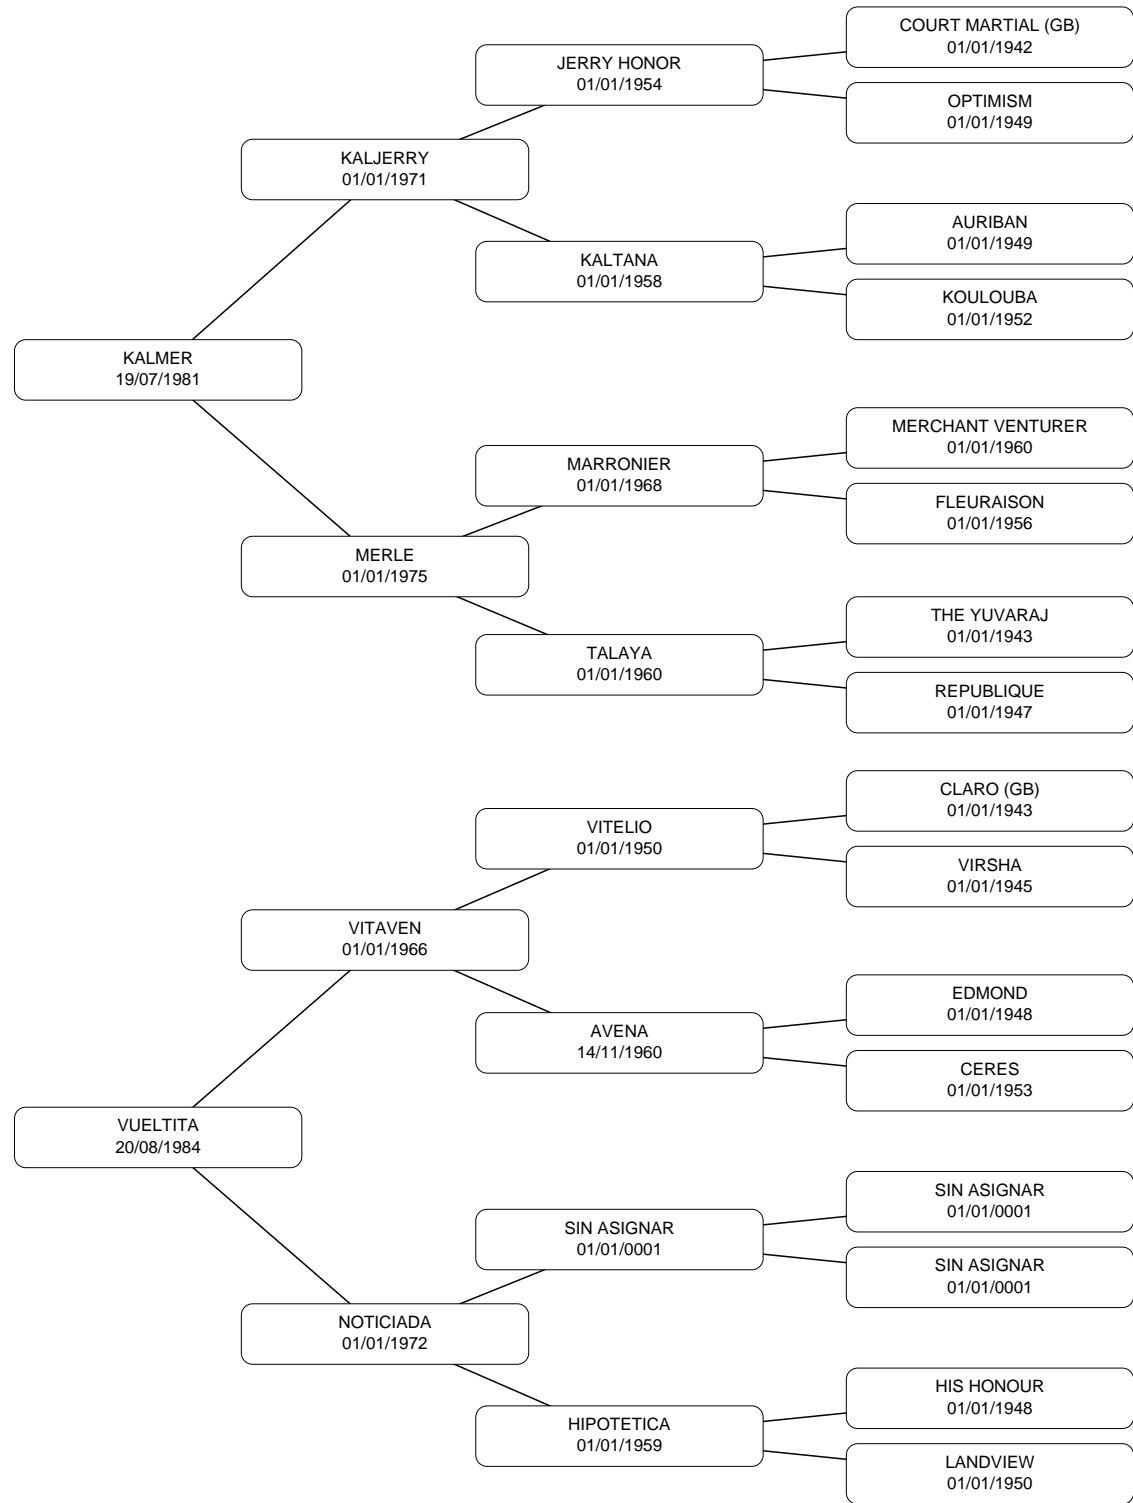 COURT MARTIAL (GB)
01/01/1942
JERRY HONOR
01/01/1954
OPTIMISM
01/01/1949
KALJERRY
01/01/1971
AURIBAN
01/01/1949
KALTANA
01/01/1958
KOULOUBA
01/01/1952
KALMER
19/07/1981
MERCHANT VENTURER
01/01/1960
MARRONIER
01/01/1968
FLEURAISON
01/01/1956
MERLE
01/01/1975
THE YUVARAJ
01/01/1943
TALAYA
01/01/1960
REPUBLIQUE
01/01/1947
CLARO (GB)
01/01/1943
VITELIO
01/01/1950
VIRSHA
01/01/1945
VITAVEN
01/01/1966
EDMOND
01/01/1948
AVENA
14/11/1960
CERES
01/01/1953
VUELTITA
20/08/1984
SIN ASIGNAR
01/01/0001
SIN ASIGNAR
01/01/0001
SIN ASIGNAR
01/01/0001
NOTICIADA
01/01/1972
HIS HONOUR
01/01/1948
HIPOTETICA
01/01/1959
LANDVIEW
01/01/1950